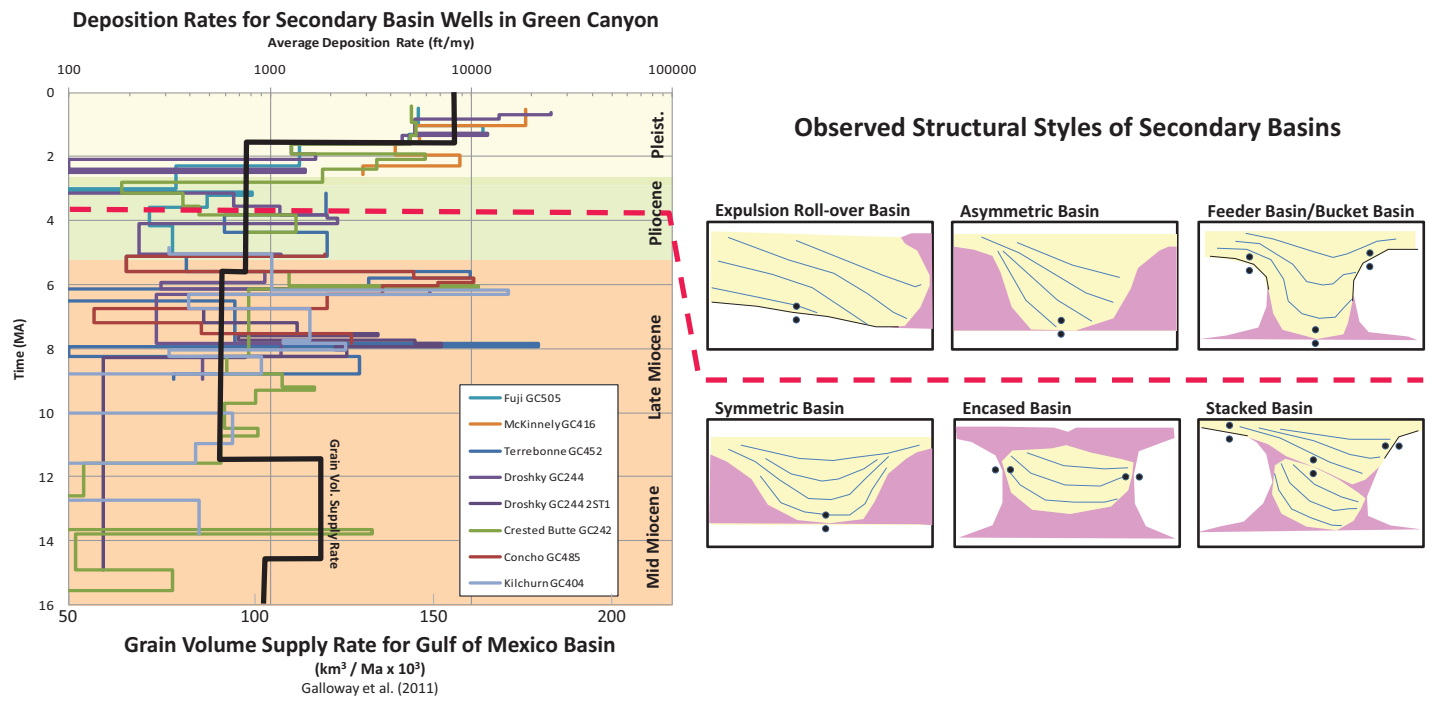 Deposition Rates for Secondary Basin Wells in Green Canyon
Average Deposition Rate (ft/my)
100 1000 10000 100000
0
2
4
6
8
10
12
14
16
Time (MA)
Pleist.
Pliocene
Late Miocene
Mid Miocene
Grain Vol. Supply Rate
Fuji GC505
McKinnely GC416
Terrebonne GC452
Droshky GC244
Droshky GC244 2ST1
Crested Butte GC242
Concho GC485
Kilchurn GC404
50 100 150 200
Grain Volume Supply Rate for Gulf of Mexico Basin
(km³ / Ma x 10³)
Galloway et al. (2011)
Observed Structural Styles of Secondary Basins
Expulsion Roll-over Basin
Asymmetric Basin
Feeder Basin/Bucket Basin
Symmetric Basin
Encased Basin
Stacked Basin